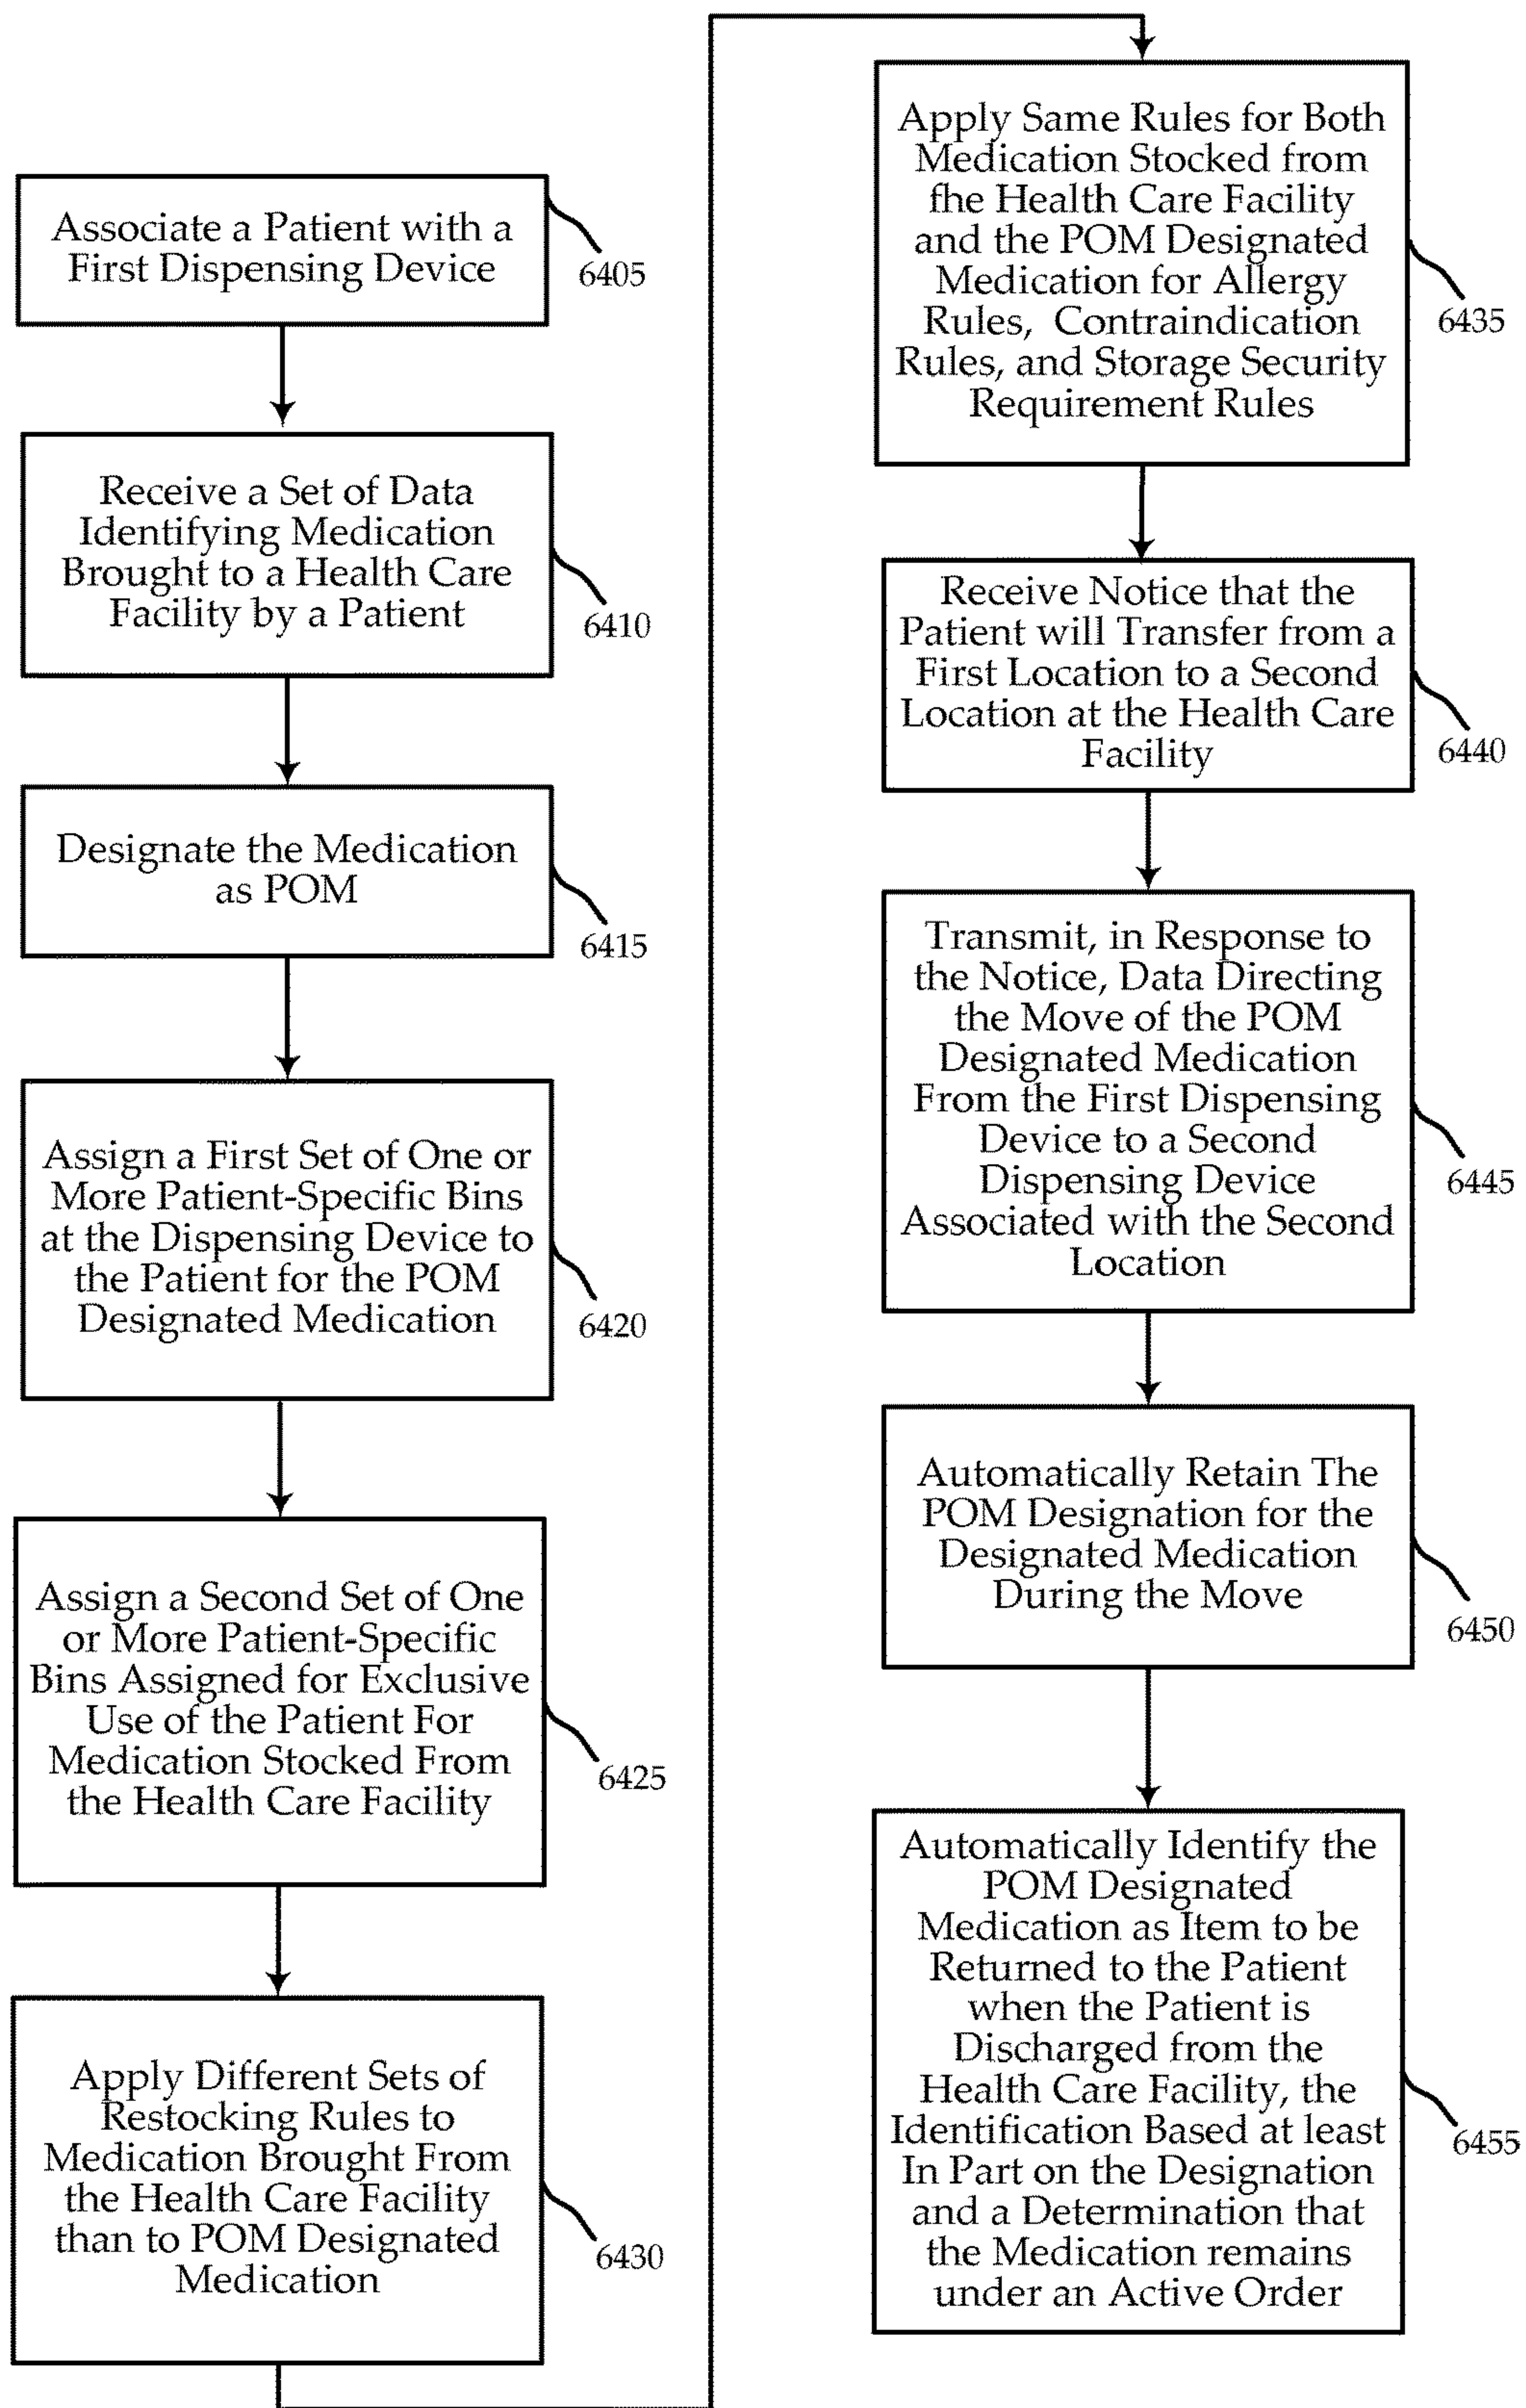 Associate a Patient with a
First Dispensing Device
6405
Receive a Set of Data
Identifying Medication
Brought to a Health Care
Facility by a Patient
6410
Designate the Medication
as POM
6415
Assign a First Set of One or
More Patient-Specific Bins
at the Dispensing Device to
the Patient for the POM
Designated Medication
6420
Assign a Second Set of One
or More Patient-Specific
Bins Assigned for Exclusive
Use of the Patient For
Medication Stocked From
the Health Care Facility
6425
Apply Different Sets of
Restocking Rules to
Medication Brought From
the Health Care Facility
than to POM Designated
Medication
6430
Apply Same Rules for Both
Medication Stocked from
fhe Health Care Facility
and the POM Designated
Medication for Allergy
Rules, Contraindication
Rules, and Storage Security
Requirement Rules
6435
Receive Notice that the
Patient will Transfer from a
First Location to a Second
Location at the Health Care
Facility
6440
Transmit, in Response to
the Notice, Data Directing
the Move of the POM
Designated Medication
From the First Dispensing
Device to a Second
Dispensing Device
Associated with the Second
Location
6445
Automatically Retain The
POM Designation for the
Designated Medication
During the Move
6450
Automatically Identify the
POM Designated
Medication as Item to be
Returned to the Patient
when the Patient is
Discharged from the
Health Care Facility, the
Identification Based at least
In Part on the Designation
and a Determination that
the Medication remains
under an Active Order
6455